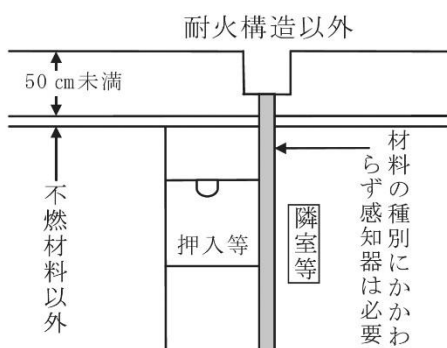 耐火構造以外
50㎝未満
不燃材料以外
押入等
隣室等
材料の種別にかかわ
らず感知器は必要